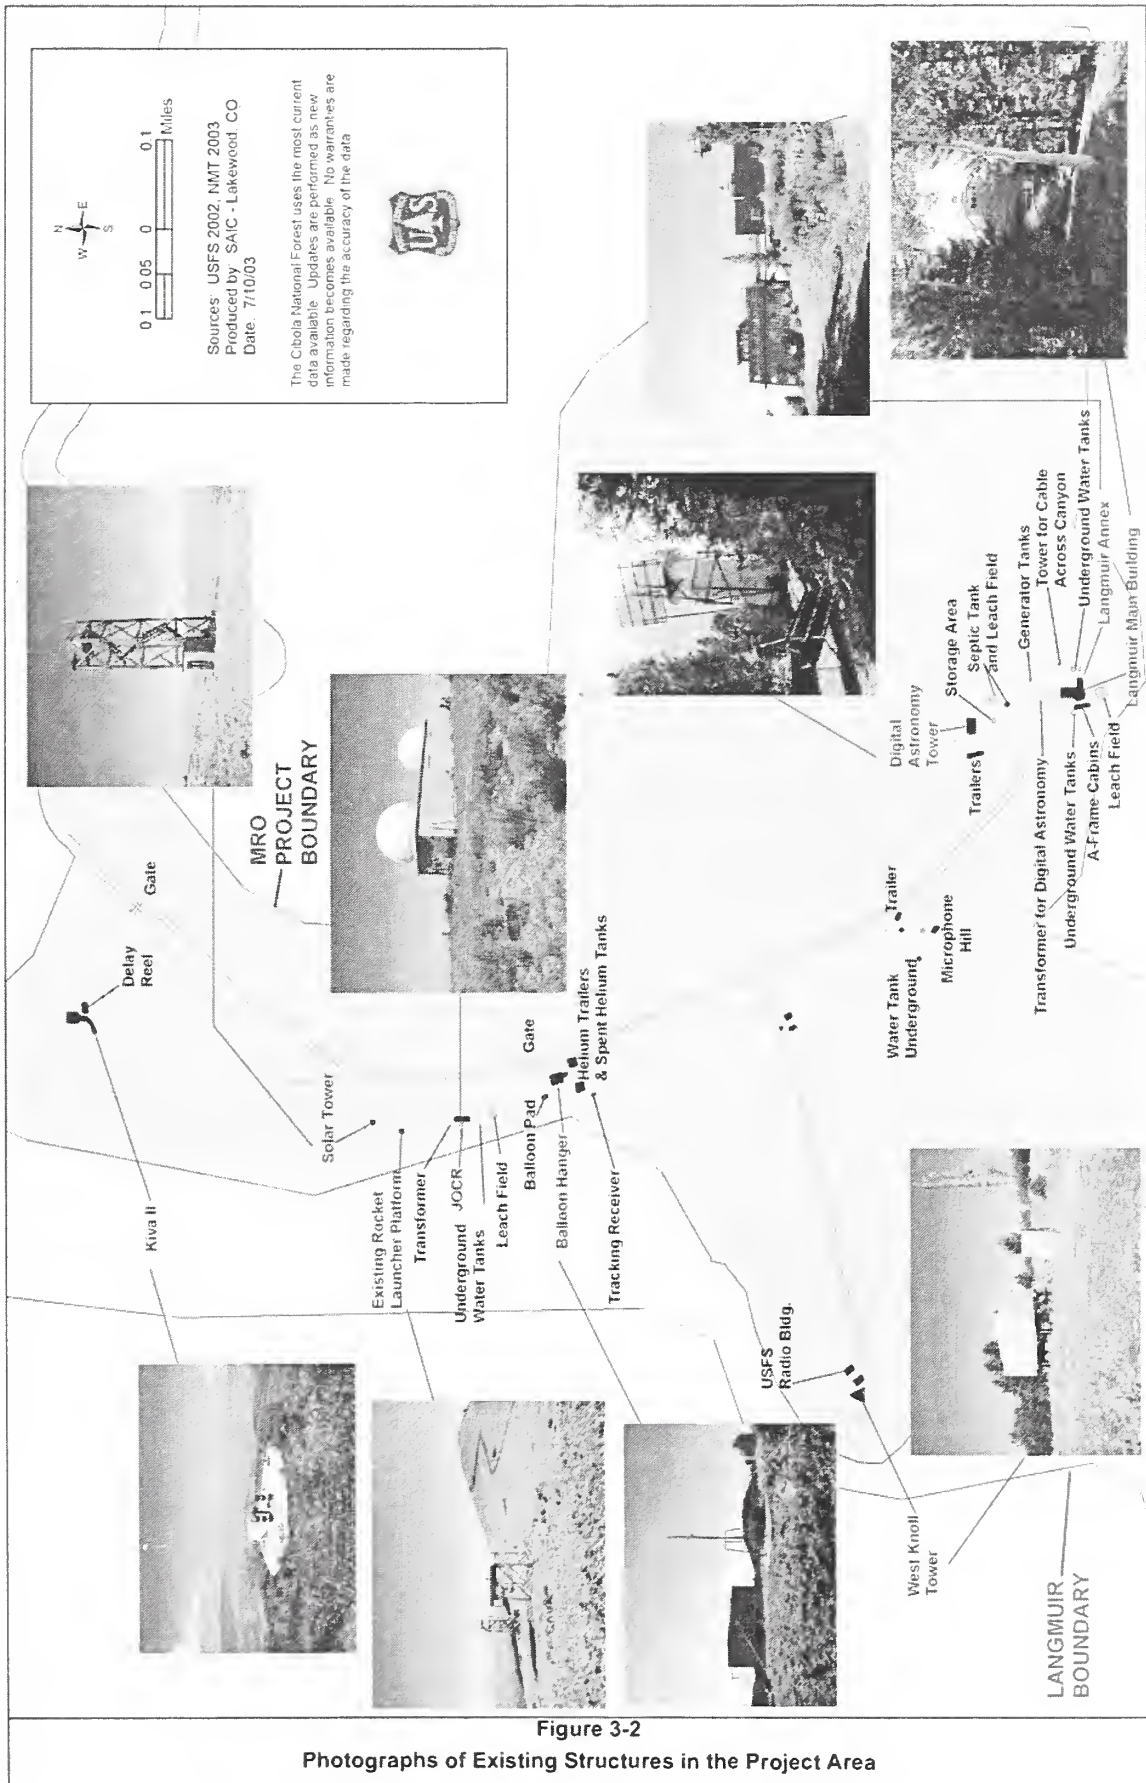 N
W
E
S
0.1 0.05 0 0.1
Miles
Sources: USFS 2002, NMT 2003
Produced by SAIC - Lakewood, CO
Date: 7/10/03
The Cibola National Forest uses the most current
data available Updates are performed as new
information becomes available No warranties are
made regarding the accuracy of the data
UAS
Kiva II
Delay
Reel
Gate
MRO
PROJECT
BOUNDARY
Solar Tower
Existing Rocket
Launcher Platform
Transformer
JOCR
Underground
Water Tanks
Leach Field
Balloon Pad
Gate
Balloon Hanger
Helium Trailers
& Spent Helium Tanks
Tracking Receiver
USFS
Radio Bldg.
West Knoll
Tower
LANGMUIR
BOUNDARY
Water Tank
Underground
Trailer
Microphone
Hill
Digital
Astronomy
Tower
Trailers
Storage Area
Septic Tank
and Leach Field
Generator Tanks
Tower for Cable
Across Canyon
Underground Water Tanks
Langmuir Annex
Langmuir Main Building
Transformer for Digital Astronomy
Underground Water Tanks
A-Frame-Cabins
Leach Field
Figure 3-2
Photographs of Existing Structures in the Project Area